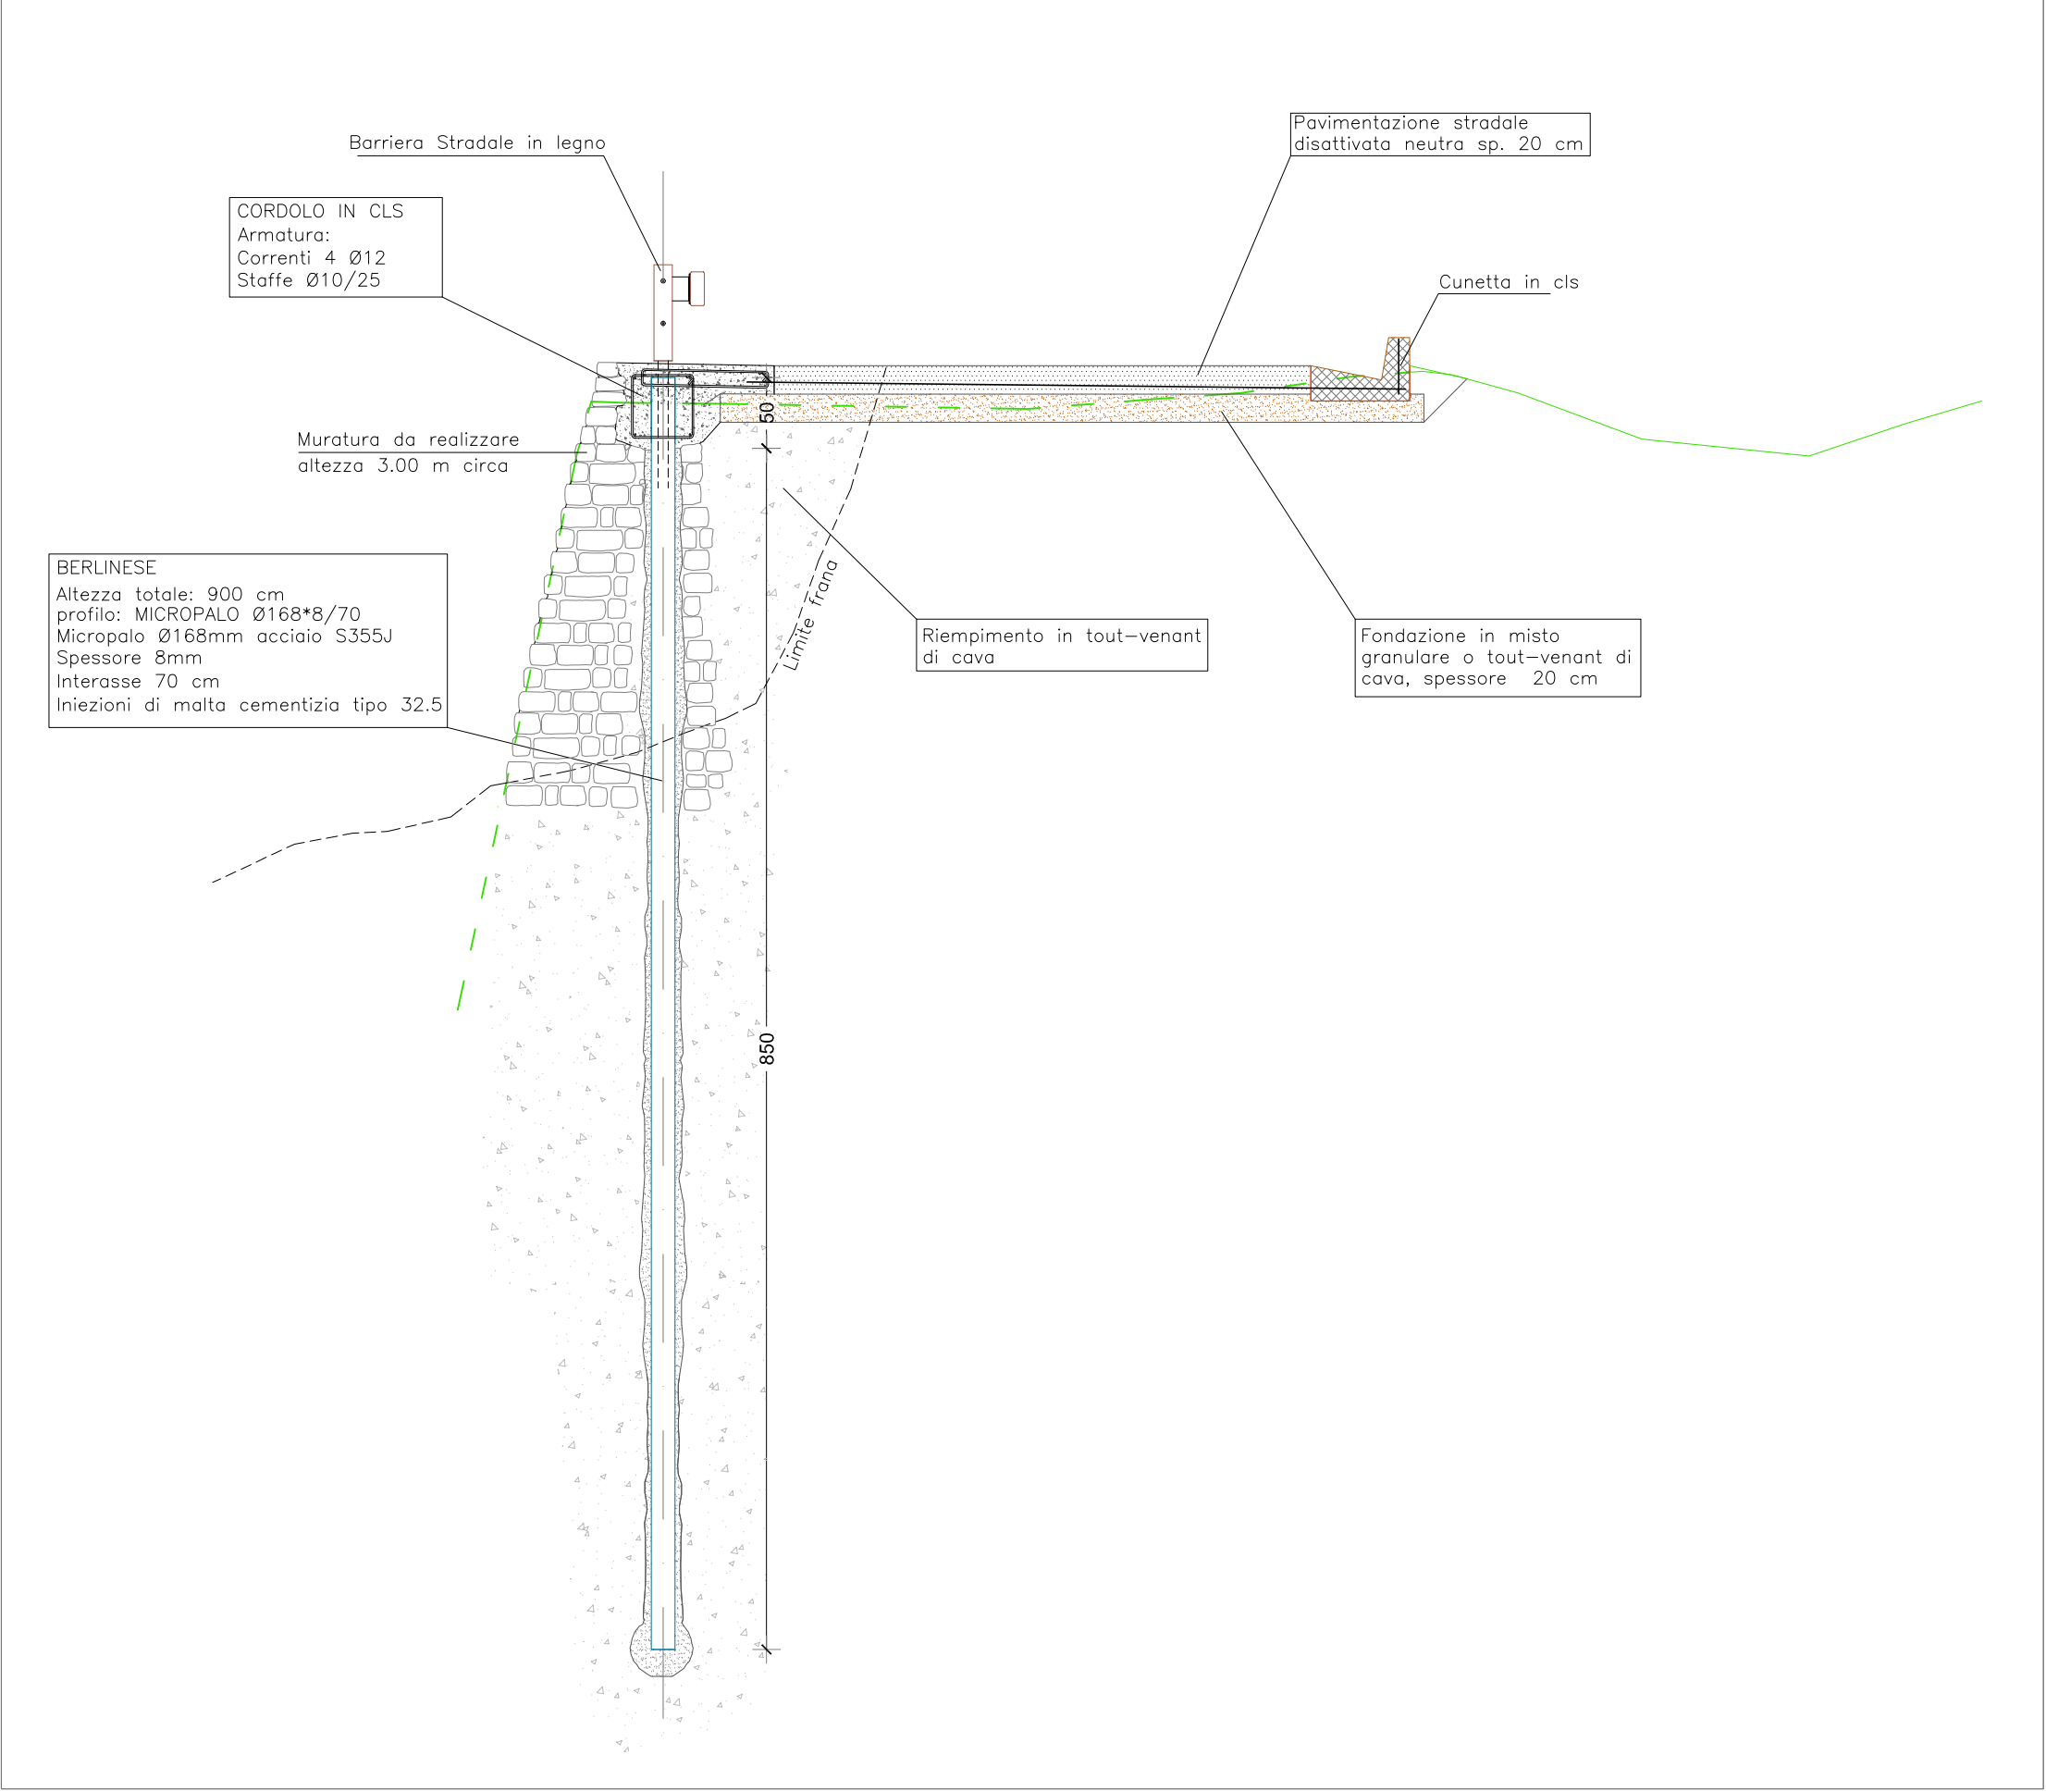 Pavimentazione stradale
disattivata neutra sp. 20 cm
Barriera Stradale in legno
CORDOLO IN CLS
Armatura:
Correnti 4 Ø12
Staffe Ø10/25
Cunetta in cls
50
Muratura da realizzare
altezza 3.00 m circa
BERLINESE
Altezza totale: 900 cm
profilo: MICROPALO Ø168*8/70
Micropalo Ø168mm acciaio S355J
Spessore 8mm
Interasse 70 cm
Iniezioni di malta cementizia tipo 32.5
Limite frana
Riempimento in tout-venant
di cava
Fondazione in misto
granulare o tout-venant di
cava, spessore 20 cm
850